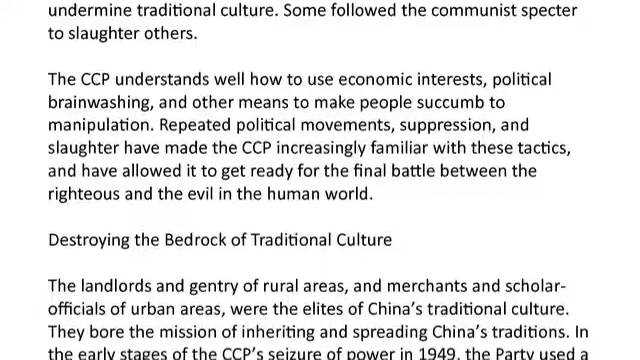 undermine traditional culture. Some followed the communist specter
to slaughter others.
The CCP understands well how to use economic interests, political
brainwashing, and other means to make people succumb to
manipulation. Repeated political movements, suppression, and
slaughter have made the CCP increasingly familiar with these tactics,
and have allowed it to get ready for the final battle between the
righteous and the evil in the human world.
Destroying the Bedrock of Traditional Culture
The landlords and gentry of rural areas, and merchants and scholar-
officials of urban areas, were the elites of China’s traditional culture.
They bore the mission of inheriting and spreading China’s traditions. In
the early stages of the CCP’s seizure of power in 1949, the Party used a